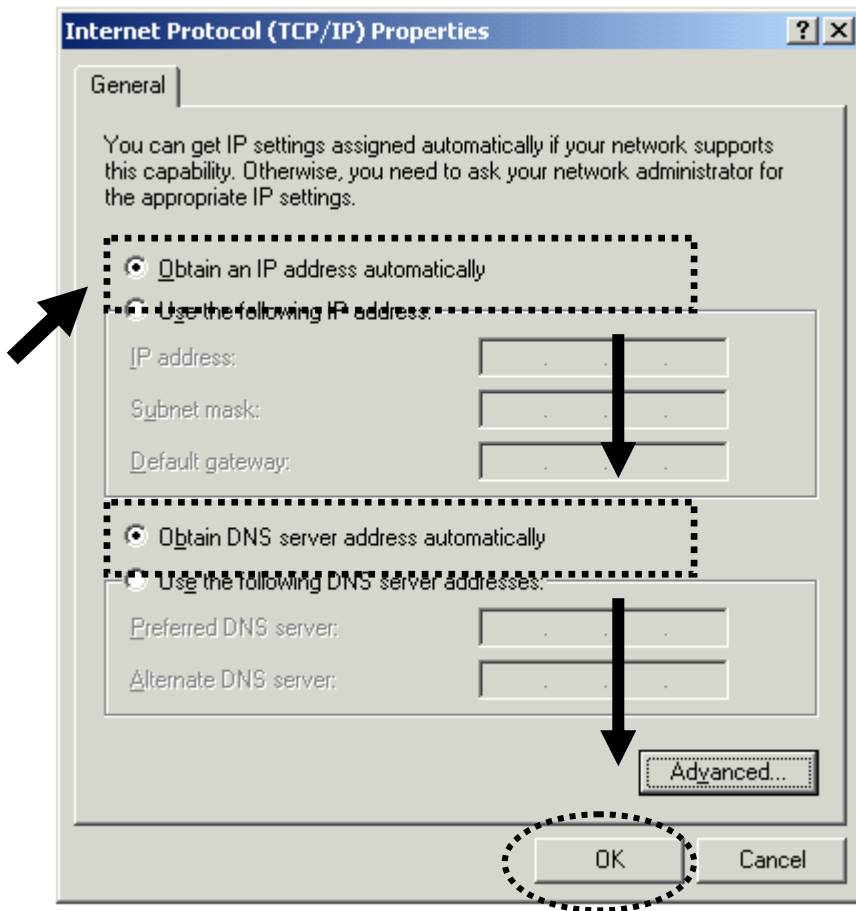 Internet Protocol (TCP/IP) Properties
General
You can get IP settings assigned automatically if your network supports
this capability. Otherwise, you need to ask your network administrator for
the appropriate IP settings.
Obtain an IP address automatically
Use the following IP address:
IP address:
Subnet mask:
Default gateway:
Obtain DNS server address automatically
Use the following DNS server addresses:
Preferred DNS server:
Alternate DNS server:
Advanced...
OK
Cancel